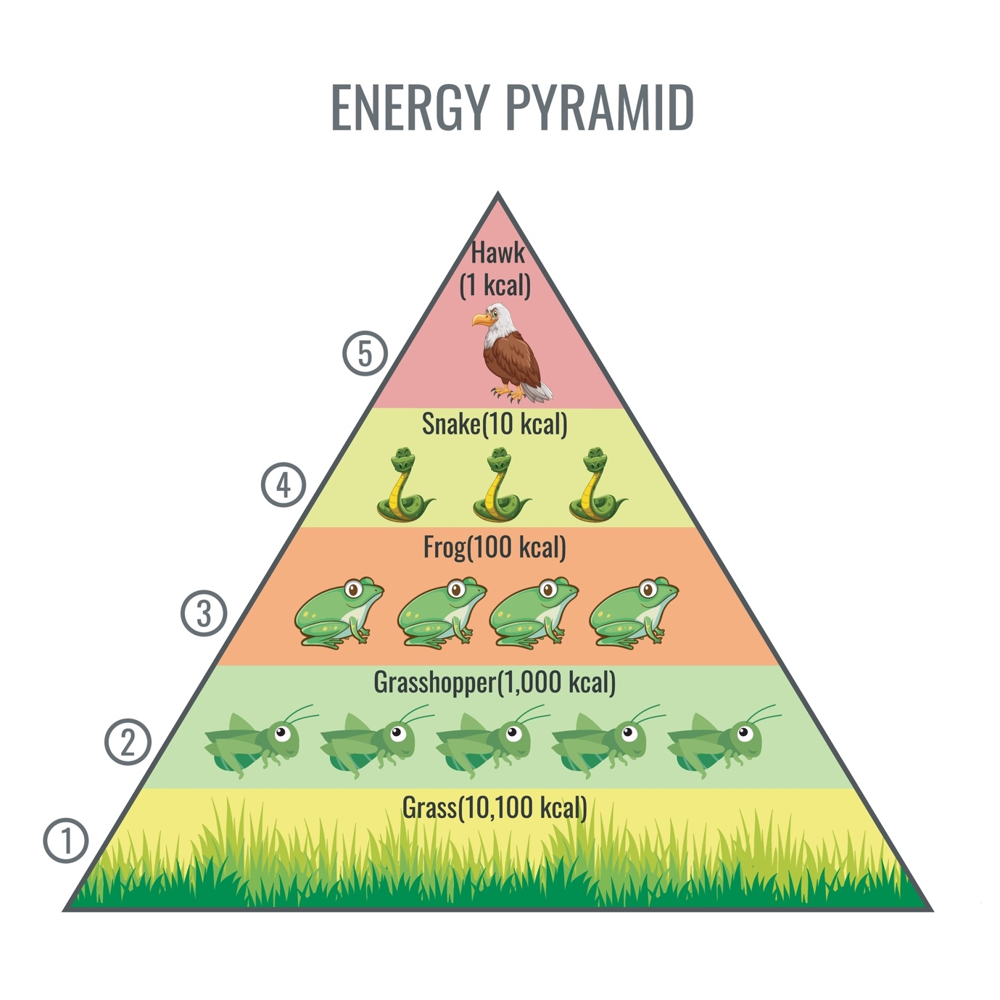 ENERGY PYRAMID
Hawk
(1 kcal)
5
Snake(10 kcal)
4
Frog(100 kcal)
3
Grasshopper(1,000 kcal)
2
Grass(10,100 kcal)
1